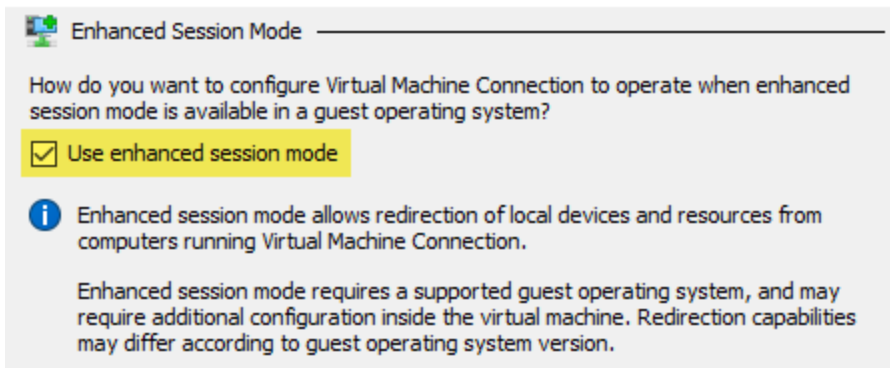 Enhanced Session Mode
How do you want to configure Virtual Machine Connection to operate when enhanced
session mode is available in a guest operating system?
Use enhanced session mode
Enhanced session mode allows redirection of local devices and resources from
computers running Virtual Machine Connection.
Enhanced session mode requires a supported guest operating system, and may
require additional configuration inside the virtual machine. Redirection capabilities
may differ according to guest operating system version.